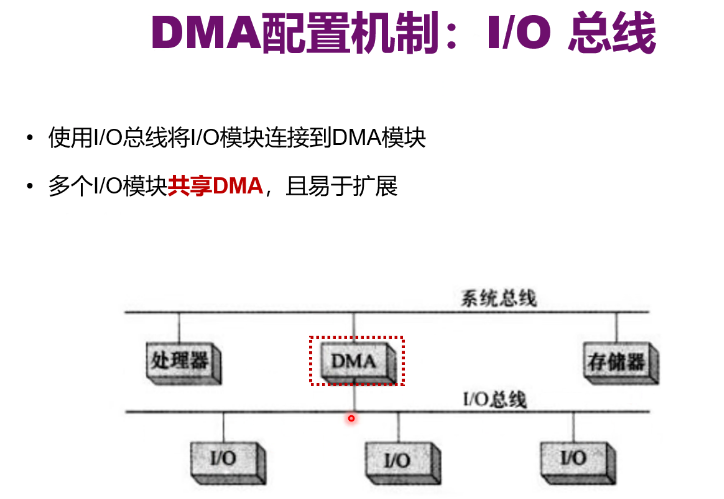 DMA配置机制：I/O 总线
• 使用I/O总线将I/O模块连接到DMA模块
• 多个I/O模块共享DMA，且易于扩展
系统总线
处理器 DMA 存储器
I/O总线
I/O I/O I/O